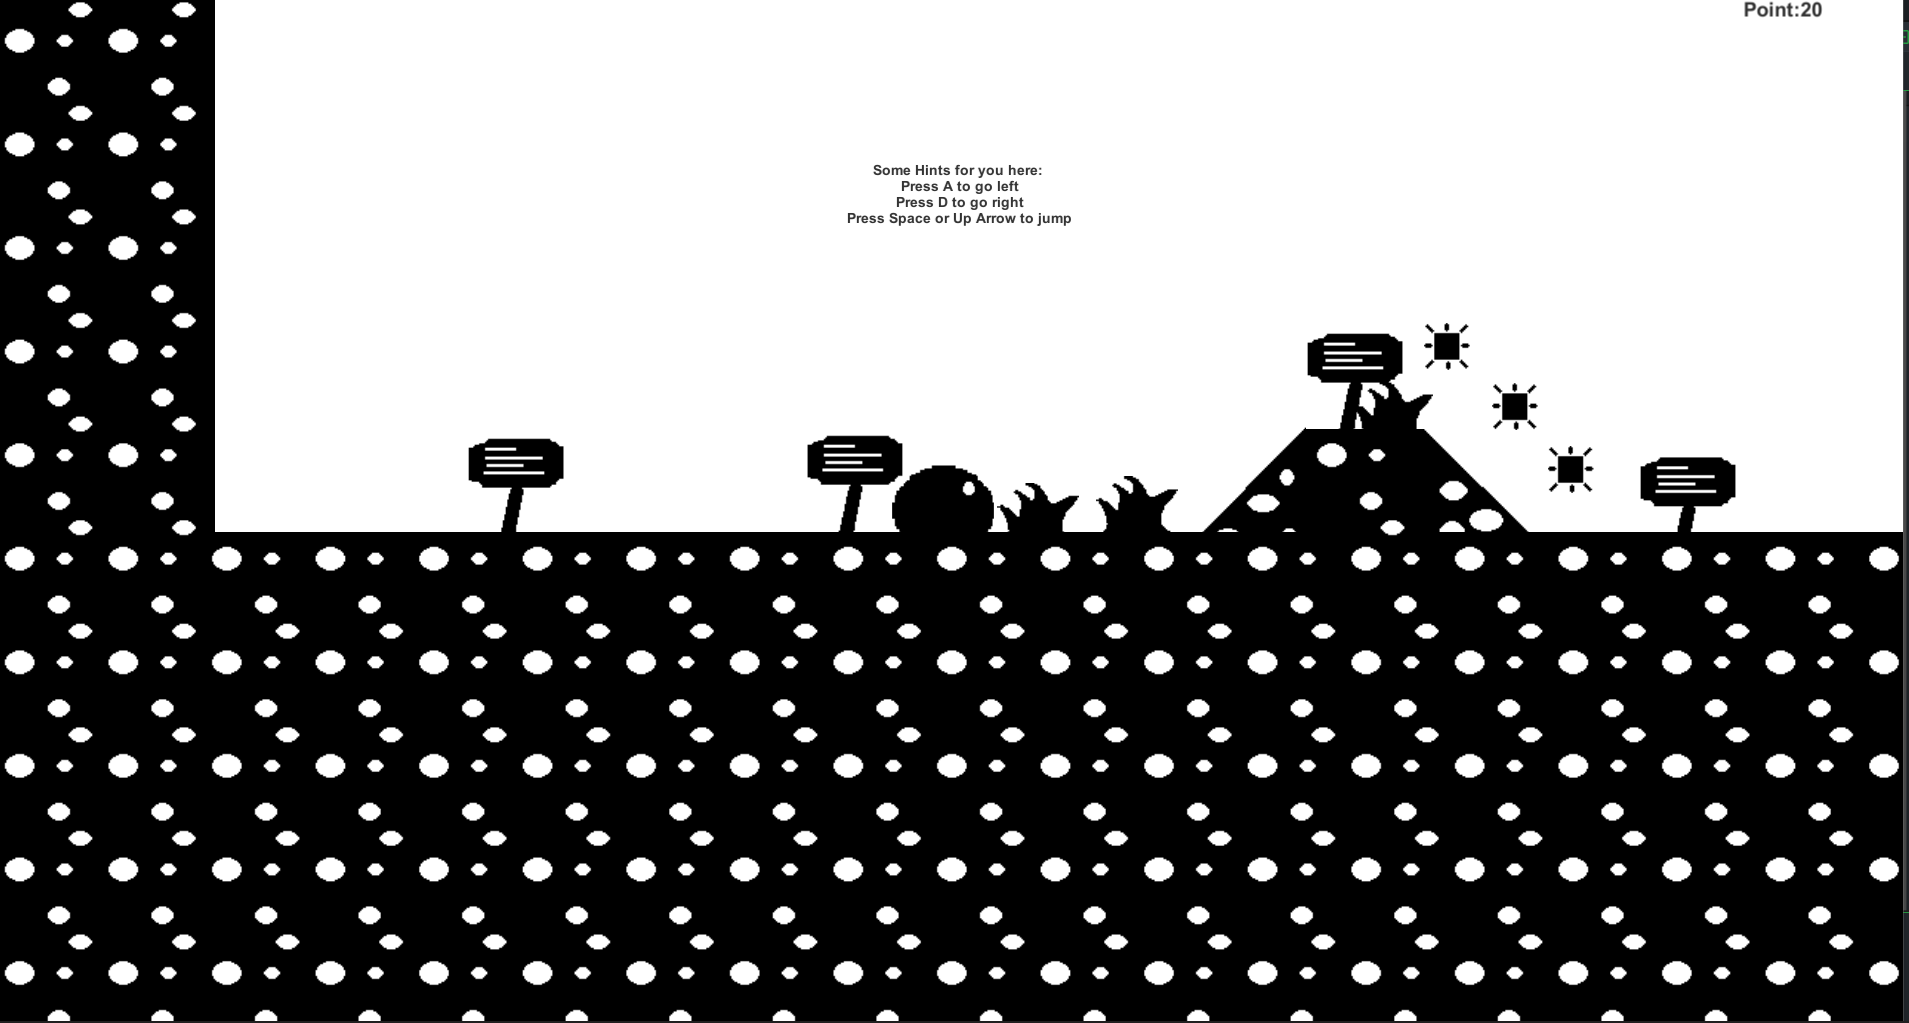 Point:20
Some Hints for you here:
Press A to go left
Press D to go right
Press Space or Up Arrow to jump